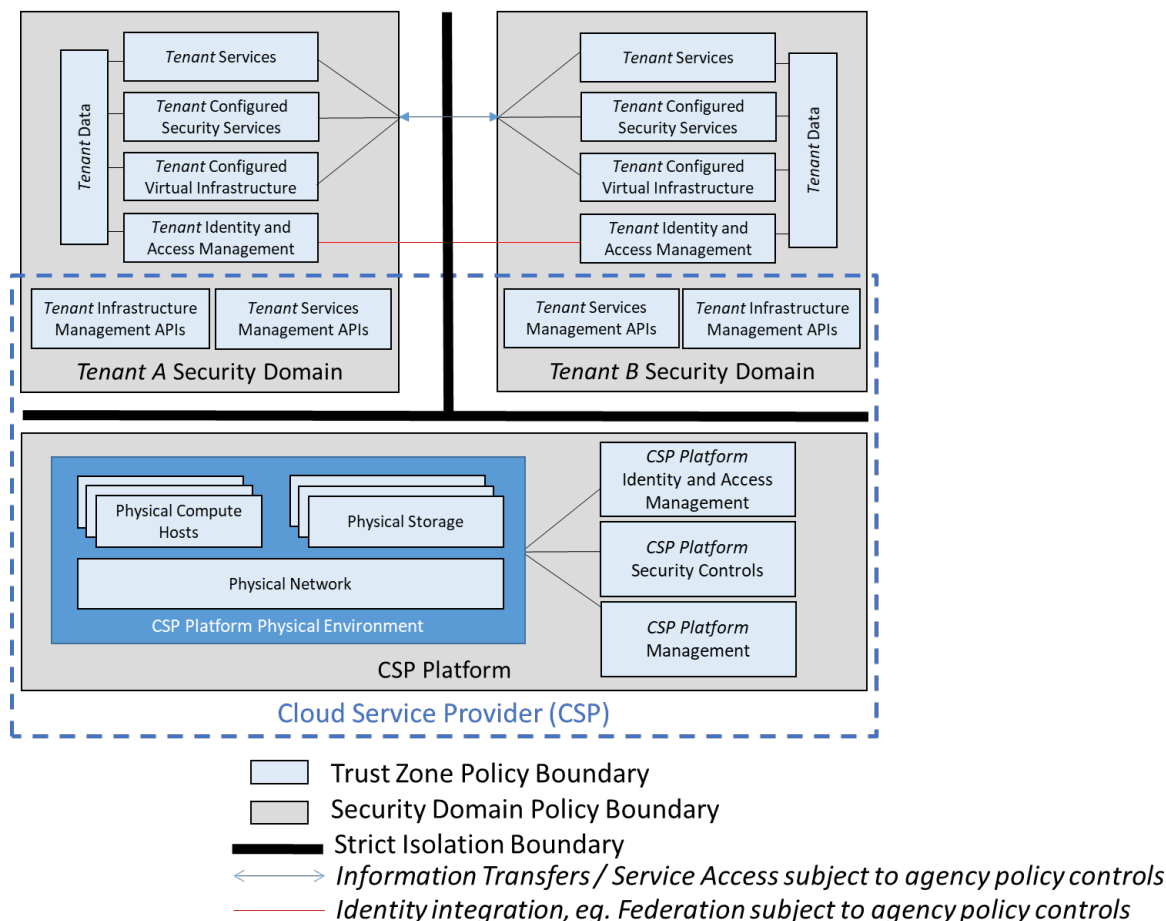 Tenant Services
Tenant Configured
Security Services
Tenant Configured
Virtual Infrastructure
Tenant Identity and
Access Management
Tenant Data
Tenant Infrastructure
Management APIs
Tenant Services
Management APIs
Tenant A Security Domain
Tenant Services
Tenant Configured
Security Services
Tenant Configured
Virtual Infrastructure
Tenant Identity and
Access Management
Tenant Data
Tenant Services
Management APIs
Tenant Infrastructure
Management APIs
Tenant B Security Domain
Physical Compute
Hosts
Physical Storage
Physical Network
CSP Platform Physical Environment
CSP Platform
Identity and Access
Management
CSP Platform
Security Controls
CSP Platform
Management
CSP Platform
Cloud Service Provider (CSP)
Trust Zone Policy Boundary
Security Domain Policy Boundary
Strict Isolation Boundary
Information Transfers / Service Access subject to agency policy controls
Identity integration, eg. Federation subject to agency policy controls